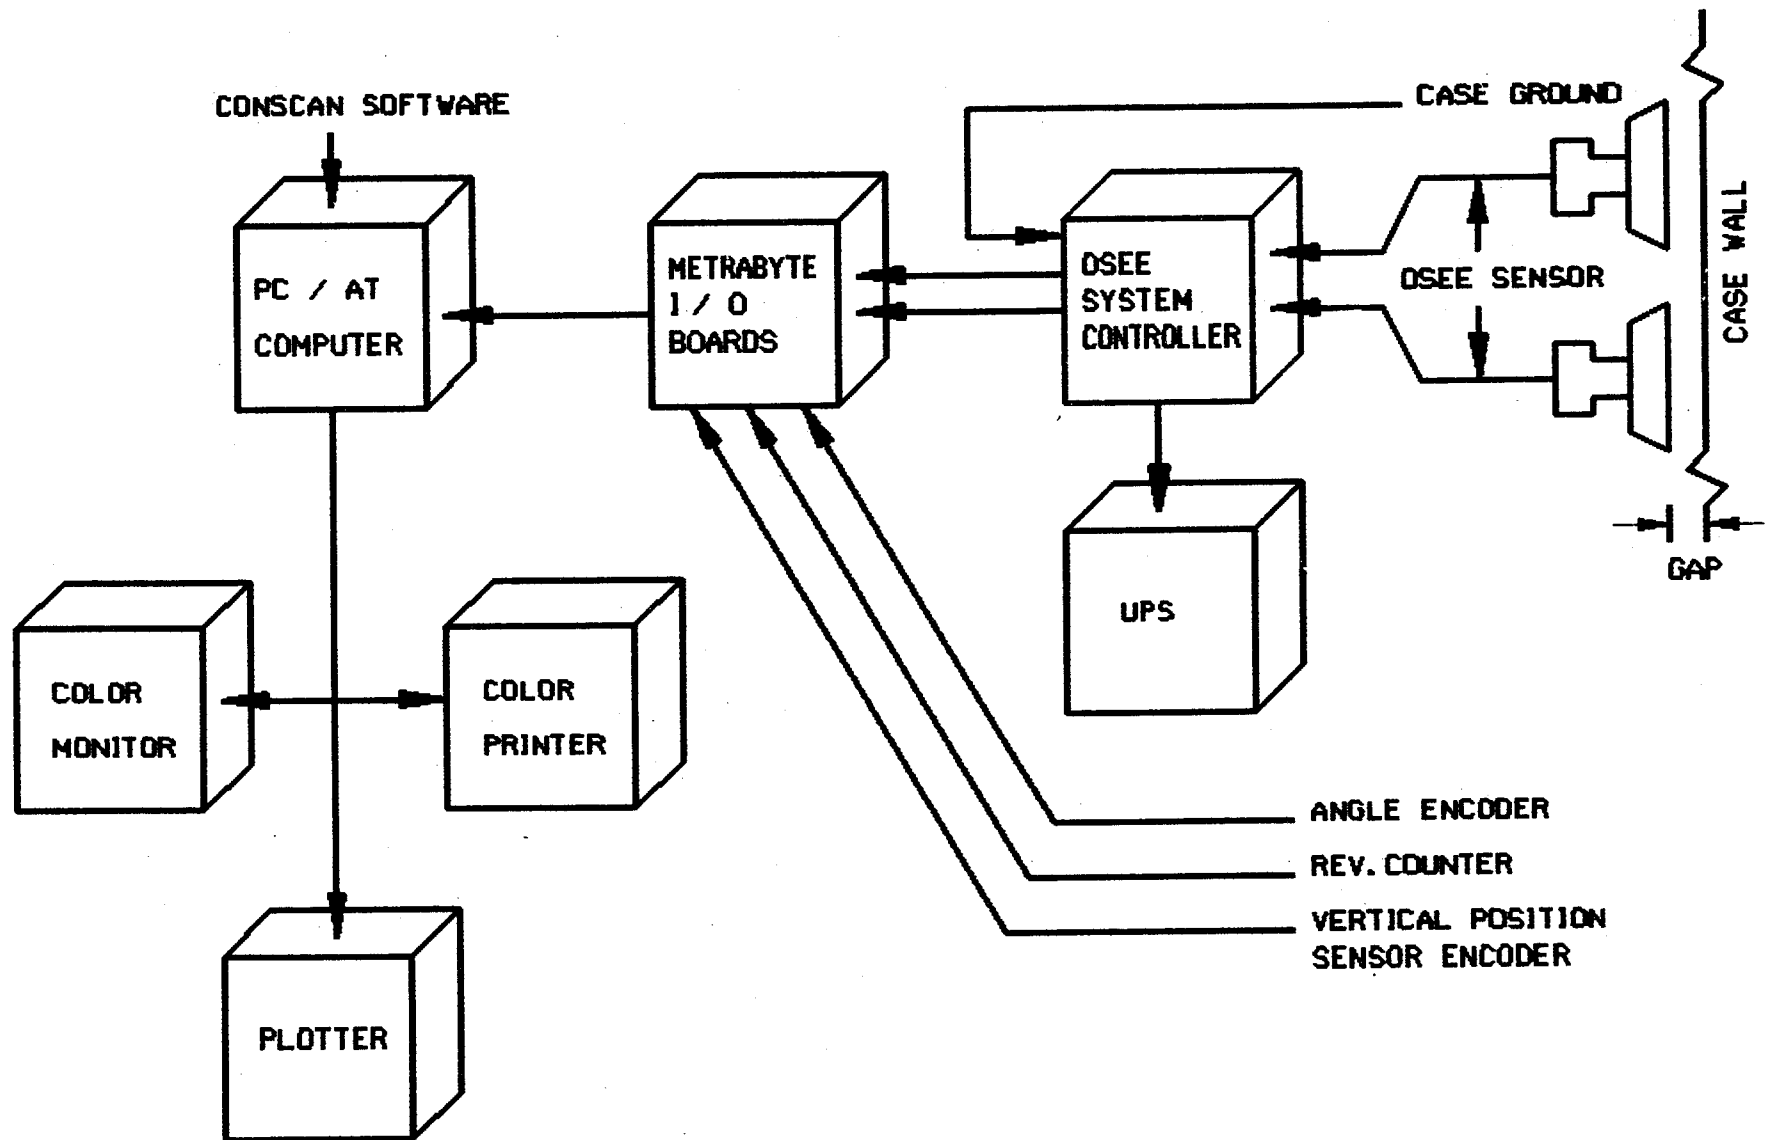 CONSCAN SOFTWARE
CASE GROUND
PC / AT
COMPUTER
METRABYTE
I / O
BOARDS
OSEE
SYSTEM
CONTROLLER
OSEE SENSOR
CASE WALL
GAP
UPS
COLOR
MONITOR
COLOR
PRINTER
ANGLE ENCODER
REV. COUNTER
VERTICAL POSITION
SENSOR ENCODER
PLOTTER